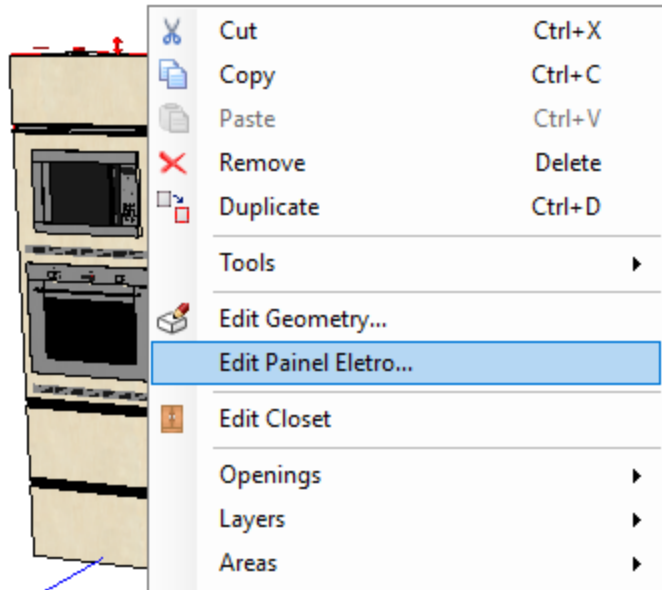 Cut Ctrl+X
Copy Ctrl+C
Paste Ctrl+V
Remove Delete
Duplicate Ctrl+D
Tools
Edit Geometry...
Edit Painel Eletro...
Edit Closet
Openings
Layers
Areas